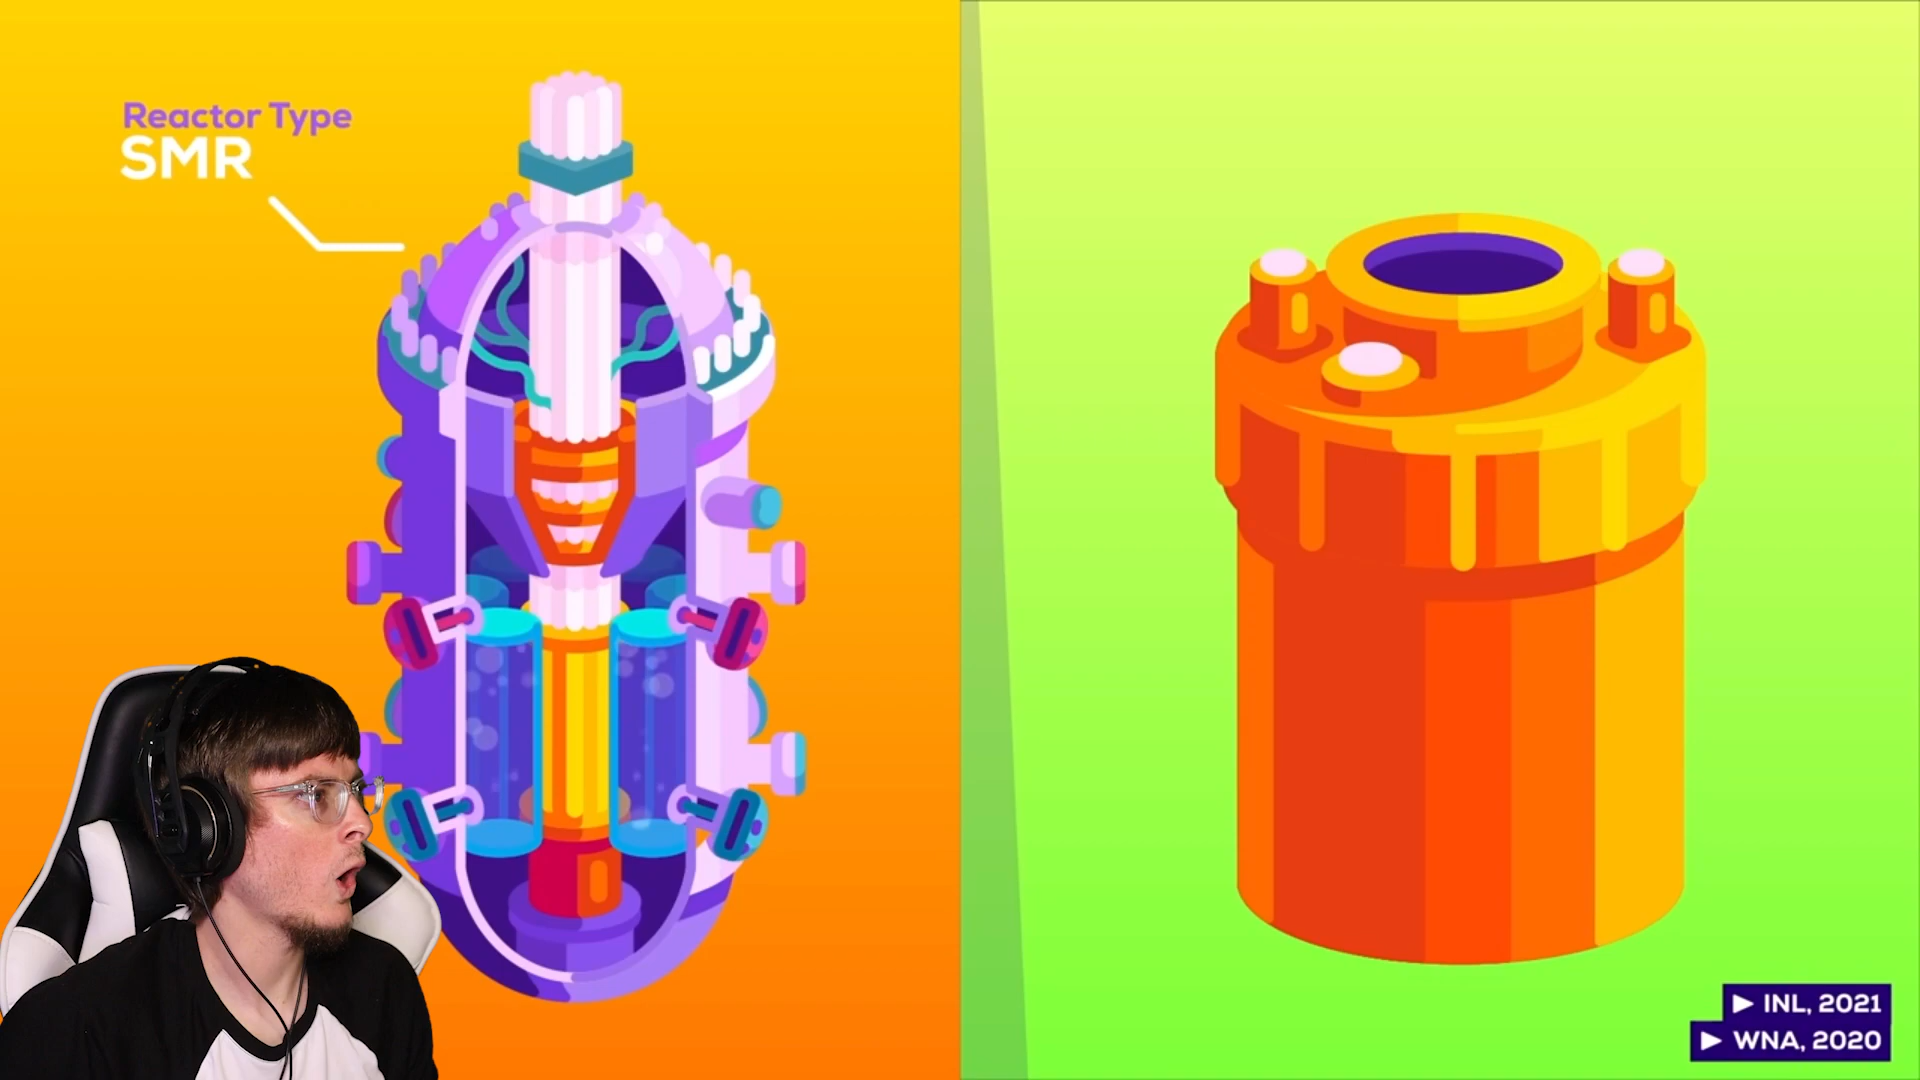 Reactor Type
SMR
▶ INL, 2021
▶ WNA, 2020